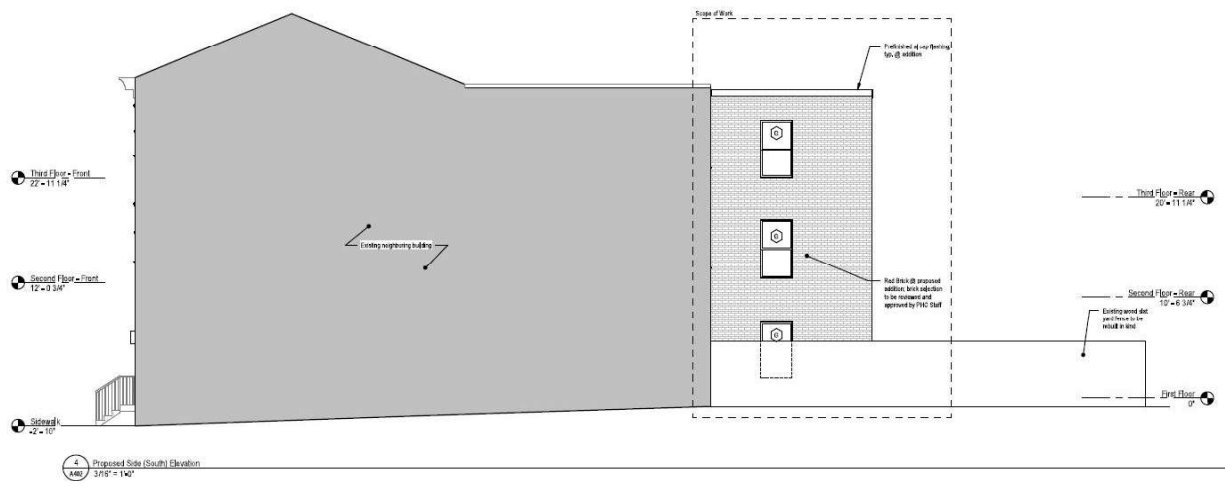 Scope of Work
Prefinished al cap flashing,
typ. @ addition
Third Floor - Front
22' - 11 1/4"
Third Floor - Rear
20' - 11 1/4"
G
Existing neighboring building
G
Second Floor - Front
12' - 0 3/4"
Red Brick @ proposed
addition; brick selection
to be reviewed and
approved by PHC Staff
Second Floor - Rear
10' - 6 3/4"
Existing wood slat
yard fence to be
rebuilt in kind
G
First Floor
0"
Sidewalk
-2' - 10"
4
A402
Proposed Side (South) Elevation
3/16" = 1'-0"